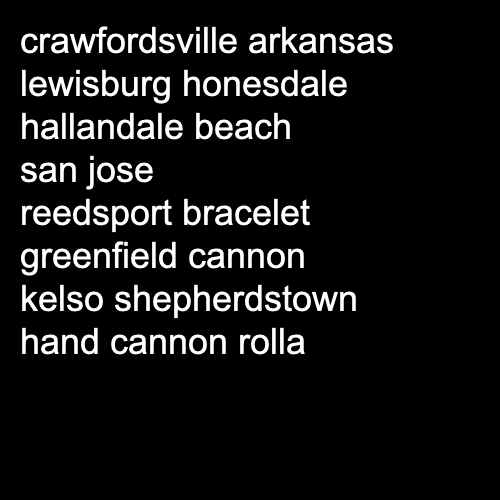 crawfordsville arkansas
lewisburg honesdale
hallandale beach
san jose
reedsport bracelet
greenfield cannon
kelso shepherdstown
hand cannon rolla